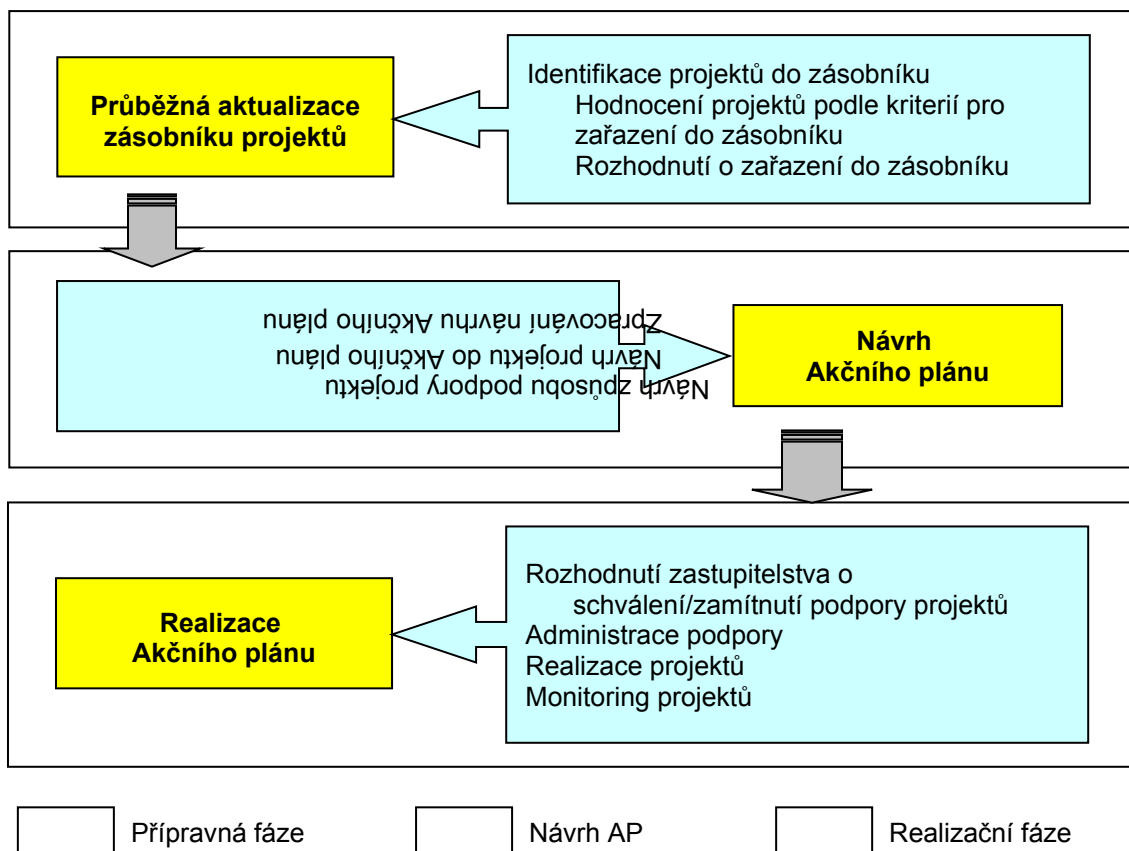 Průběžná aktualizace
zásobníku projektů
Identifikace projektů do zásobníku
Hodnocení projektů podle kriterií pro
zařazení do zásobníku
Rozhodnutí o zařazení do zásobníku
Návrh způsobu podpory projektu
Návrh projektu do Akčního plánu
Zpracování návrhu Akčního plánu
Návrh
Akčního plánu
Realizace
Akčního plánu
Rozhodnutí zastupitelstva o
schválení/zamítnutí podpory projektů
Administrace podpory
Realizace projektů
Monitoring projektů
Přípravná fáze
Návrh AP
Realizační fáze